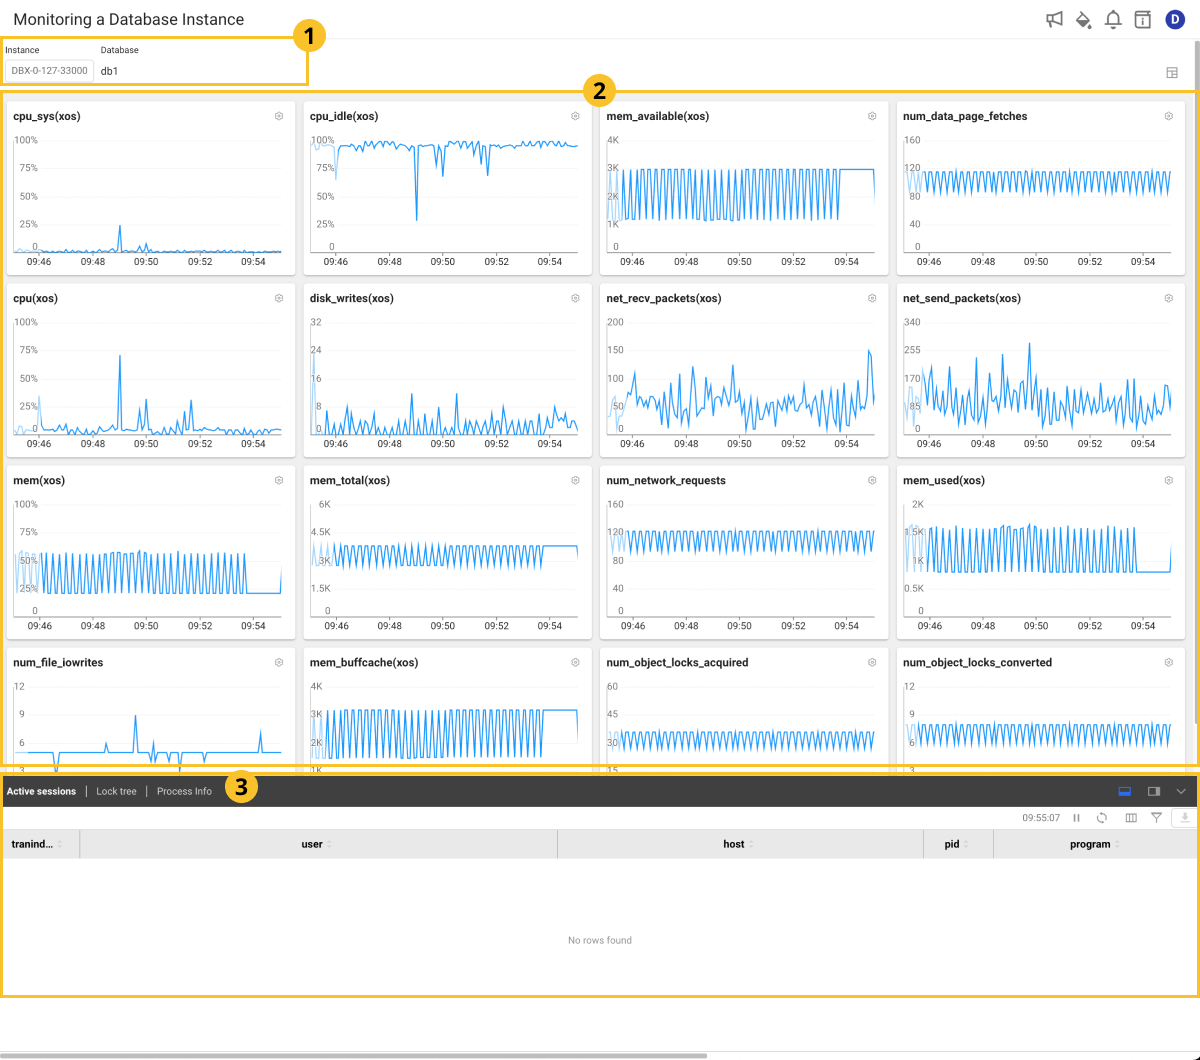 Monitoring a Database Instance
D
1
Instance
Database
DBX-0-127-33000
db1
2
cpu_sys(xos)
100%
75%
50%
25%
0
09:46 09:48 09:50 09:52 09:54
cpu_idle(xos)
100%
75%
50%
25%
0
09:46 09:48 09:50 09:52 09:54
mem_available(xos)
4K
3K
2K
1K
0
09:46 09:48 09:50 09:52 09:54
num_data_page_fetches
160
120
80
40
0
09:46 09:48 09:50 09:52 09:54
cpu(xos)
100%
75%
50%
25%
0
09:46 09:48 09:50 09:52 09:54
disk_writes(xos)
32
24
16
8
0
09:46 09:48 09:50 09:52 09:54
net_recv_packets(xos)
200
150
100
50
0
09:46 09:48 09:50 09:52 09:54
net_send_packets(xos)
340
255
170
85
0
09:46 09:48 09:50 09:52 09:54
mem(xos)
100%
75%
50%
25%
0
09:46 09:48 09:50 09:52 09:54
mem_total(xos)
6K
4.5K
3K
1.5K
0
09:46 09:48 09:50 09:52 09:54
num_network_requests
160
120
80
40
0
09:46 09:48 09:50 09:52 09:54
mem_used(xos)
2K
1.5K
1K
0.5K
0
09:46 09:48 09:50 09:52 09:54
num_file_iowrites
12
9
6
3
mem_buffcache(xos)
4K
3K
2K
1K
num_object_locks_acquired
60
45
30
15
num_object_locks_converted
12
9
6
3
Active sessions | Lock tree | Process Info
3
09:55:07
tranind... user host pid program
No rows found